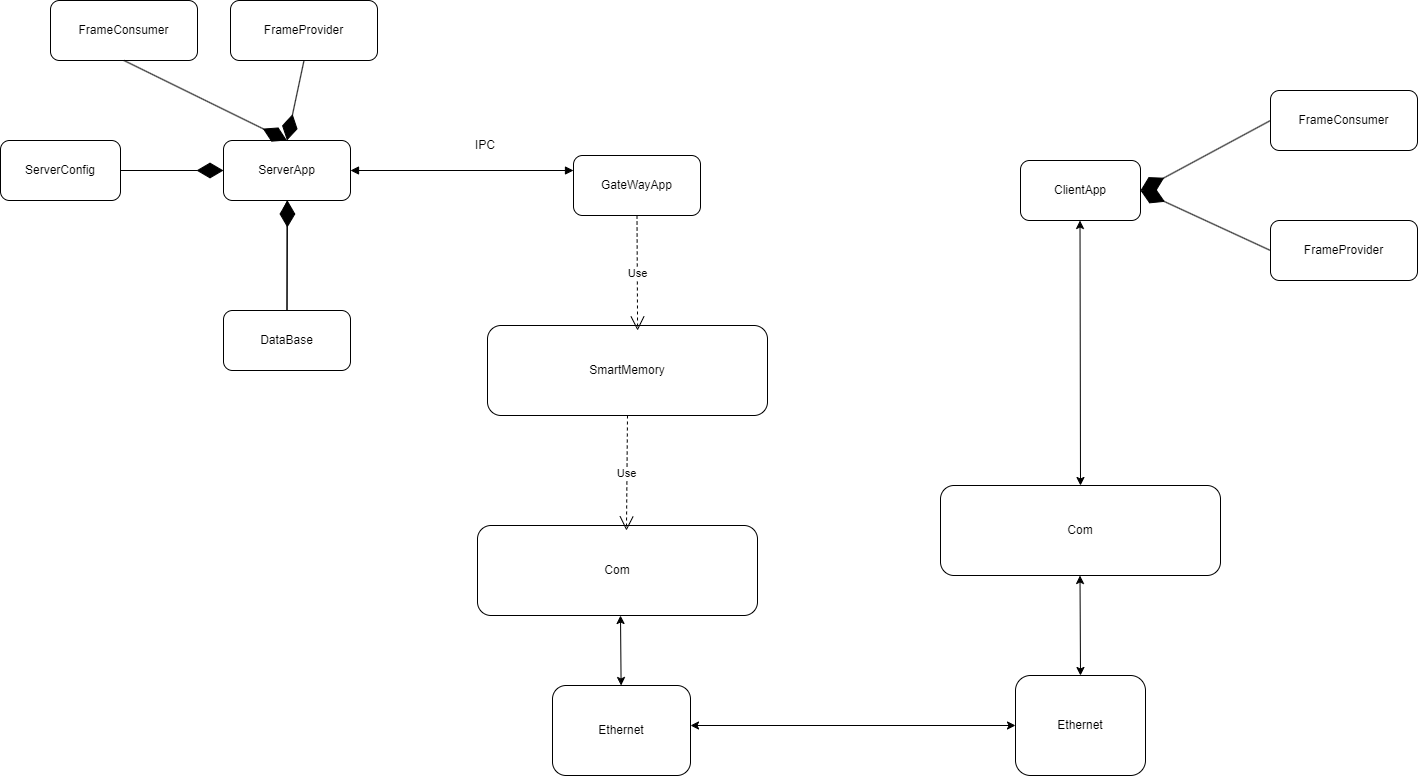 FrameConsumer
FrameProvider
ServerConfig
ServerApp
IPC
GateWayApp
ClientApp
FrameConsumer
FrameProvider
Use
DataBase
SmartMemory
Use
Com
Com
Ethernet
Ethernet